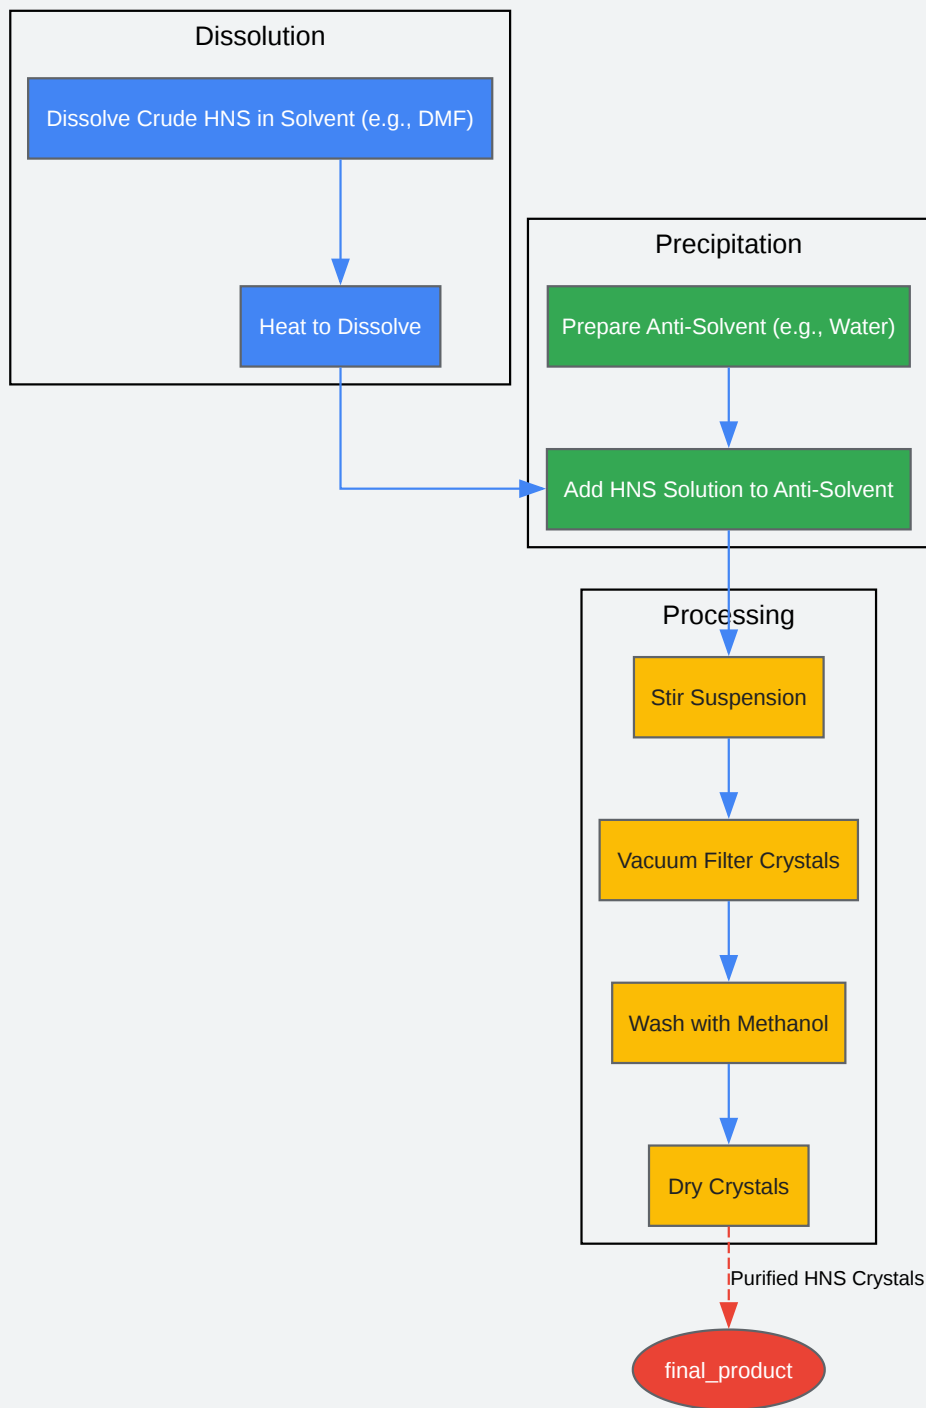 Dissolution
Dissolve Crude HNS in Solvent (e.g., DMF)
Heat to Dissolve
Precipitation
Prepare Anti-Solvent (e.g., Water)
Add HNS Solution to Anti-Solvent
Processing
Stir Suspension
Vacuum Filter Crystals
Wash with Methanol
Dry Crystals
Purified HNS Crystals
final_product